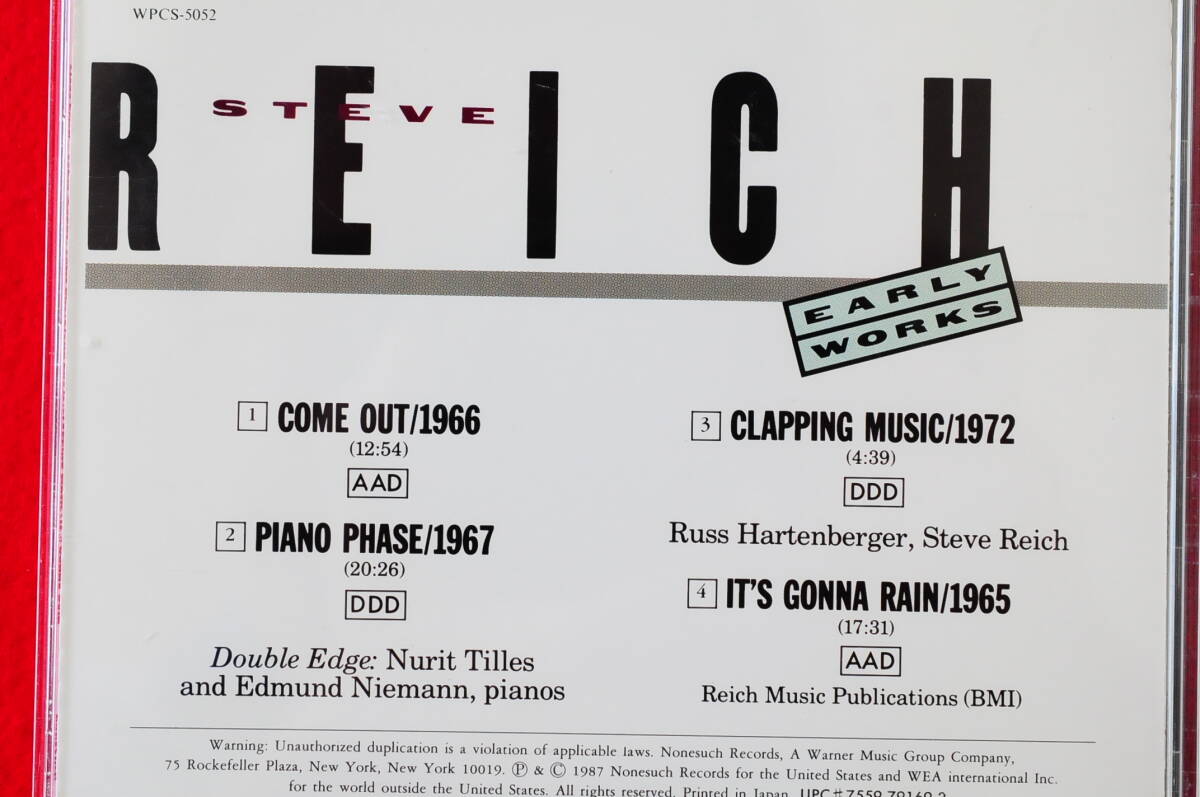 WPCS-5052
STEVE
REICH
EARLY
WORKS
1 COME OUT/1966
(12:54)
AAD
2 PIANO PHASE/1967
(20:26)
DDD
Double Edge: Nurit Tilles
and Edmund Niemann, pianos
3 CLAPPING MUSIC/1972
(4:39)
DDD
Russ Hartenberger, Steve Reich
4 IT'S GONNA RAIN/1965
(17:31)
AAD
Reich Music Publications (BMI)
Warning: Unauthorized duplication is a violation of applicable laws. Nonesuch Records, A Warner Music Group Company,
75 Rockefeller Plaza, New York, New York 10019. ℗ & © 1987 Nonesuch Records for the United States and WEA international Inc.
for the world outside the United States. All rights reserved. Printed in Japan. UPC#7559-79169-2